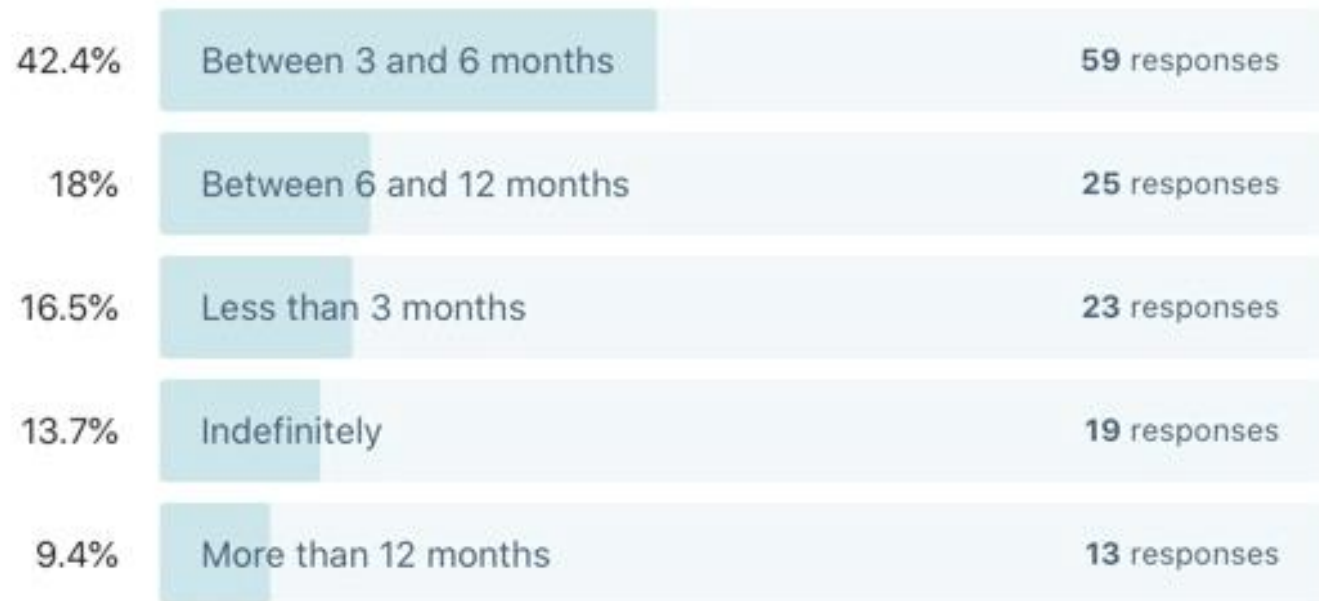 42.4% Between 3 and 6 months 59 responses
18% Between 6 and 12 months 25 responses
16.5% Less than 3 months 23 responses
13.7% Indefinitely 19 responses
9.4% More than 12 months 13 responses